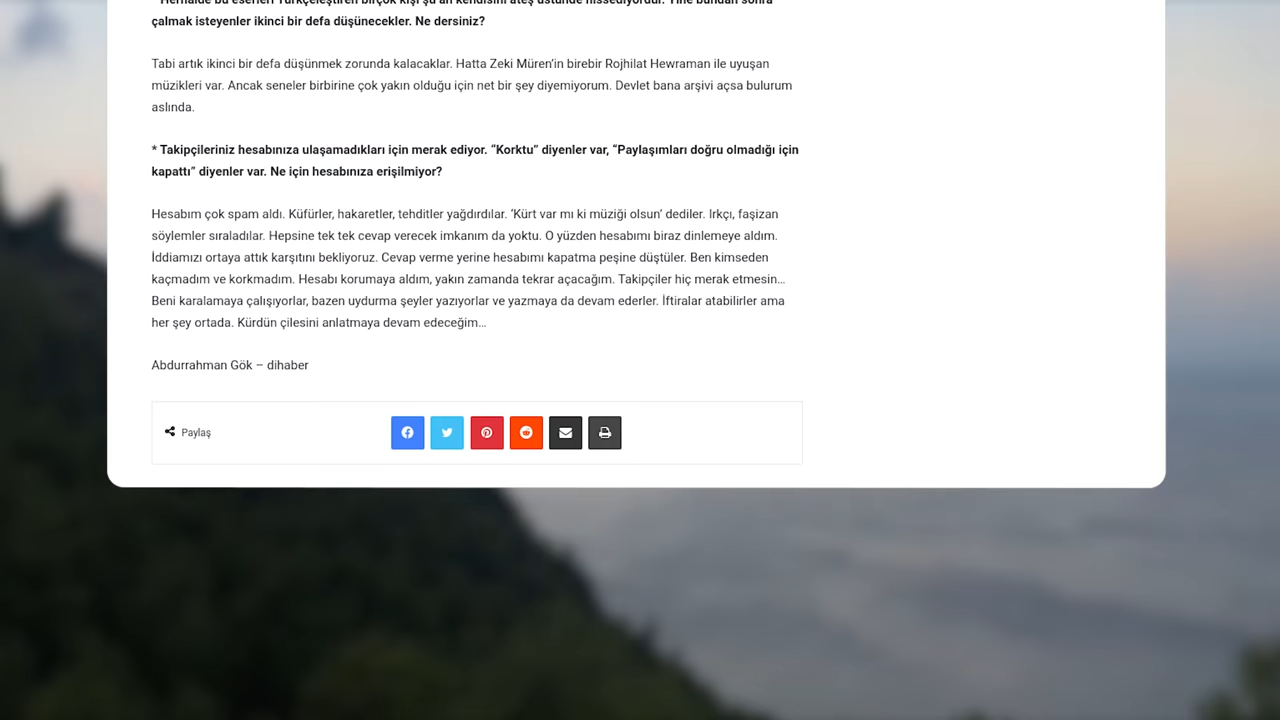 çalmak isteyenler ikinci bir defa düşünecekler. Ne dersiniz?
Tabi artık ikinci bir defa düşünmek zorunda kalacaklar. Hatta Zeki Müren’in birebir Rojhilat Hewraman ile uyuşan
müzikleri var. Ancak seneler birbirine çok yakın olduğu için net bir şey diyemiyorum. Devlet bana arşivi açsa bulurum
aslında.
* Takipçileriniz hesabınıza ulaşamadıkları için merak ediyor. “Korktu” diyenler var, “Paylaşımları doğru olmadığı için
kapattı” diyenler var. Ne için hesabınıza erişilmiyor?
Hesabım çok spam aldı. Küfürler, hakaretler, tehditler yağdırdılar. ‘Kürt var mı ki müziği olsun’ dediler. Irkçı, faşizan
söylemler sıraladılar. Hepsine tek tek cevap verecek imkanım da yoktu. O yüzden hesabımı biraz dinlemeye aldım.
İddiamızı ortaya attık karşıtını bekliyoruz. Cevap verme yerine hesabımı kapatma peşine düştüler. Ben kimseden
kaçmadım ve korkmadım. Hesabı korumaya aldım, yakın zamanda tekrar açacağım. Takipçiler hiç merak etmesin…
Beni karalamaya çalışıyorlar, bazen uydurma şeyler yazıyorlar ve yazmaya da devam ederler. İftiralar atabilirler ama
her şey ortada. Kürdün çilesini anlatmaya devam edeceğim…
Abdurrahman Gök – dihaber
Paylaş